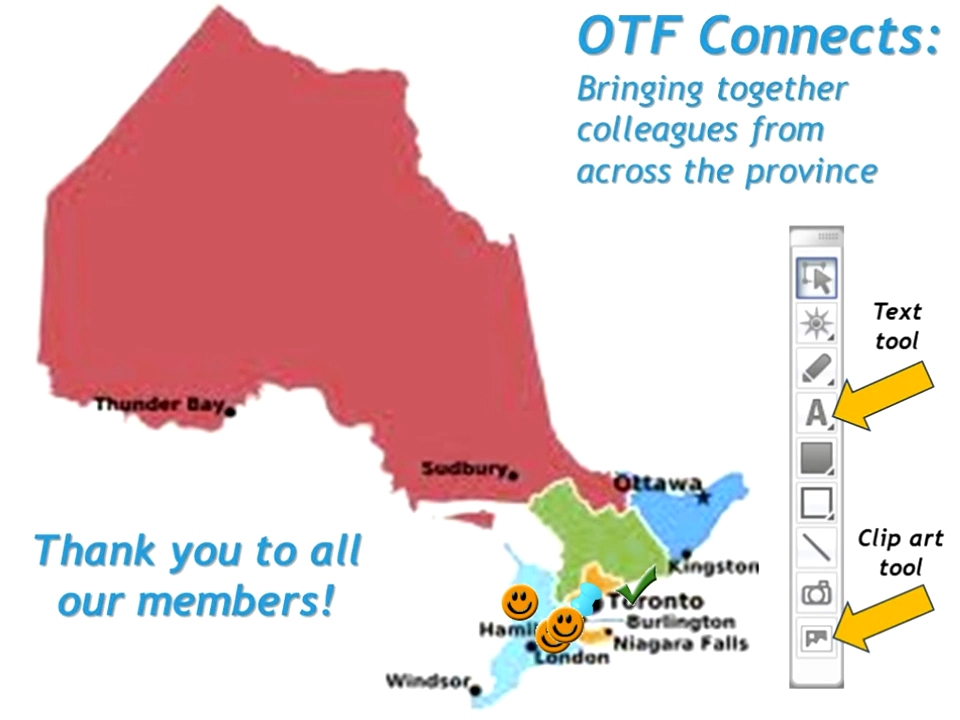 OTF Connects:
Bringing together
colleagues from
across the province
Text
tool
A
Thunder Bay
Sudbury
Ottawa
Clip art
tool
Thank you to all
our members!
Kingston
Toronto
Burlington
Hamil
Niagara Falls
London
Windsor